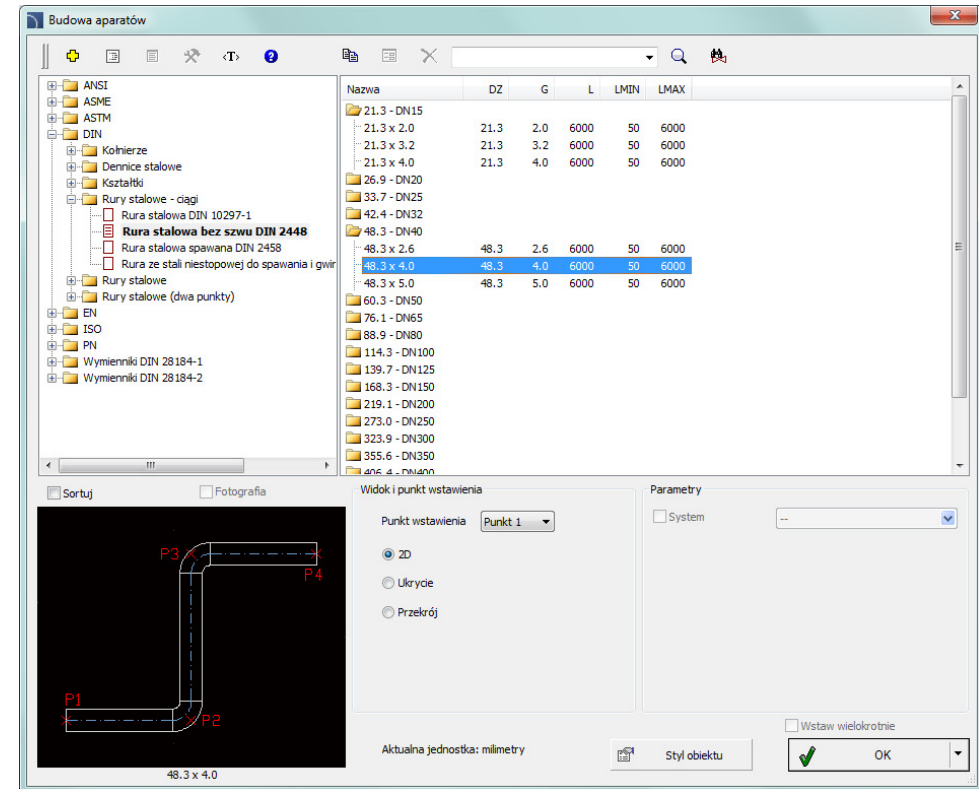 Budowa aparatów
<T>
Nazwa DZ G L LMIN LMAX
ANSI
ASME
ASTM
DIN
Kołnierze
Dennice stalowe
Kształtki
Rury stalowe - ciągi
Rura stalowa DIN 10297-1
Rura stalowa bez szwu DIN 2448
Rura stalowa spawana DIN 2458
Rura ze stali niestopowej do spawania i gwir
Rury stalowe
Rury stalowe (dwa punkty)
EN
ISO
PN
Wymienniki DIN 28184-1
Wymienniki DIN 28184-2
21.3 - DN15
21.3 x 2.0 21.3 2.0 6000 50 6000
21.3 x 3.2 21.3 3.2 6000 50 6000
21.3 x 4.0 21.3 4.0 6000 50 6000
26.9 - DN20
33.7 - DN25
42.4 - DN32
48.3 - DN40
48.3 x 2.6 48.3 2.6 6000 50 6000
48.3 x 4.0 48.3 4.0 6000 50 6000
48.3 x 5.0 48.3 5.0 6000 50 6000
60.3 - DN50
76.1 - DN65
88.9 - DN80
114.3 - DN100
139.7 - DN125
168.3 - DN150
219.1 - DN200
273.0 - DN250
323.9 - DN300
355.6 - DN350
406.4 - DN400
Sortuj Fotografia
P3
P4
P1
P2
48.3 x 4.0
Widok i punkt wstawienia
Punkt wstawienia Punkt 1
2D
Ukrycie
Przekrój
Aktualna jednostka: milimetry
Parametry
System --
Wstaw wielokrotnie
Styl obiektu OK